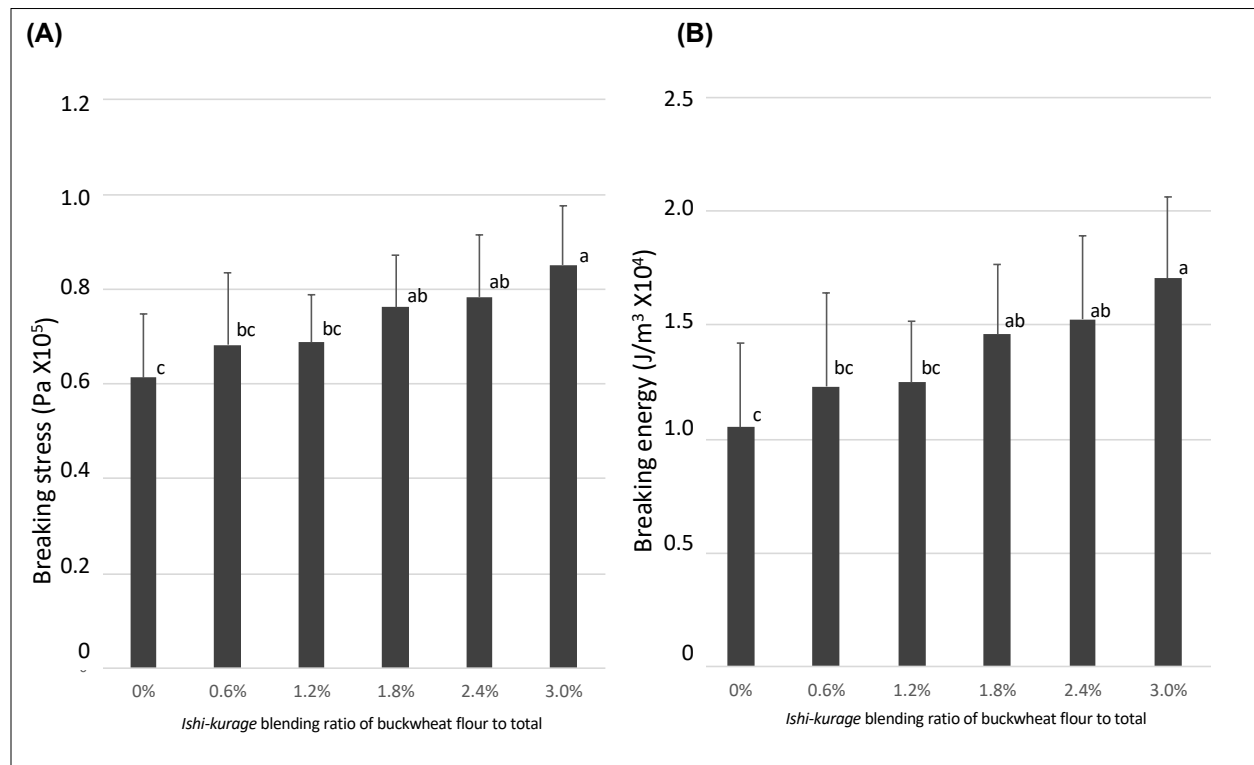 (A)
1.2
1.0
0.8
0.6
0.4
0.2
0
Breaking stress (Pa X10⁵)
c
bc
bc
ab
ab
a
0% 0.6% 1.2% 1.8% 2.4% 3.0%
Ishi-kurage blending ratio of buckwheat flour to total
(B)
2.5
2.0
1.5
1.0
0.5
0
Breaking energy (J/m³ X10⁴)
c
bc
bc
ab
ab
a
0% 0.6% 1.2% 1.8% 2.4% 3.0%
Ishi-kurage blending ratio of buckwheat flour to total